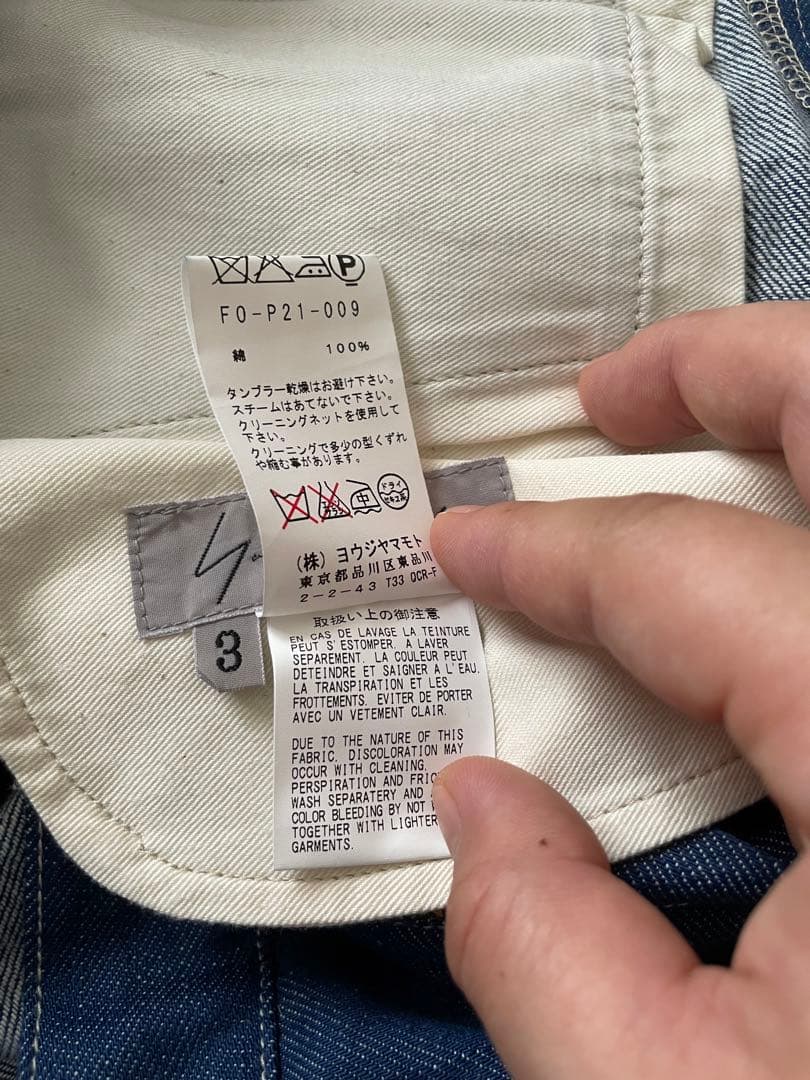 P
FO-P21-009
綿 100%
タンブラー乾燥はお避け下さい。
スチームはあてないで下さい。
クリーニングネットを使用して
下さい。
クリーニングで多少の型くずれ
や縮む事があります。
中 ドライ
(株) ヨウジヤマモト
東京都品川区東品川
2-2-43 T33 QCR-F
3
取扱い上の御注意
EN CAS DE LAVAGE LA TEINTURE
PEUT S'ESTOMPER. A LAVER
SEPAREMENT. LA COULEUR PEUT
DETEINDRE ET SAIGNER A L'EAU.
LA TRANSPIRATION ET LES
FROTTEMENTS. EVITER DE PORTER
AVEC UN VETEMENT CLAIR.
DUE TO THE NATURE OF THIS
FABRIC. DISCOLORATION MAY
OCCUR WITH CLEANING.
PERSPIRATION AND
WASH SEPARATERY AND
COLOR BLEEDING BY NOT
TOGETHER WITH LIGHTER
GARMENTS.